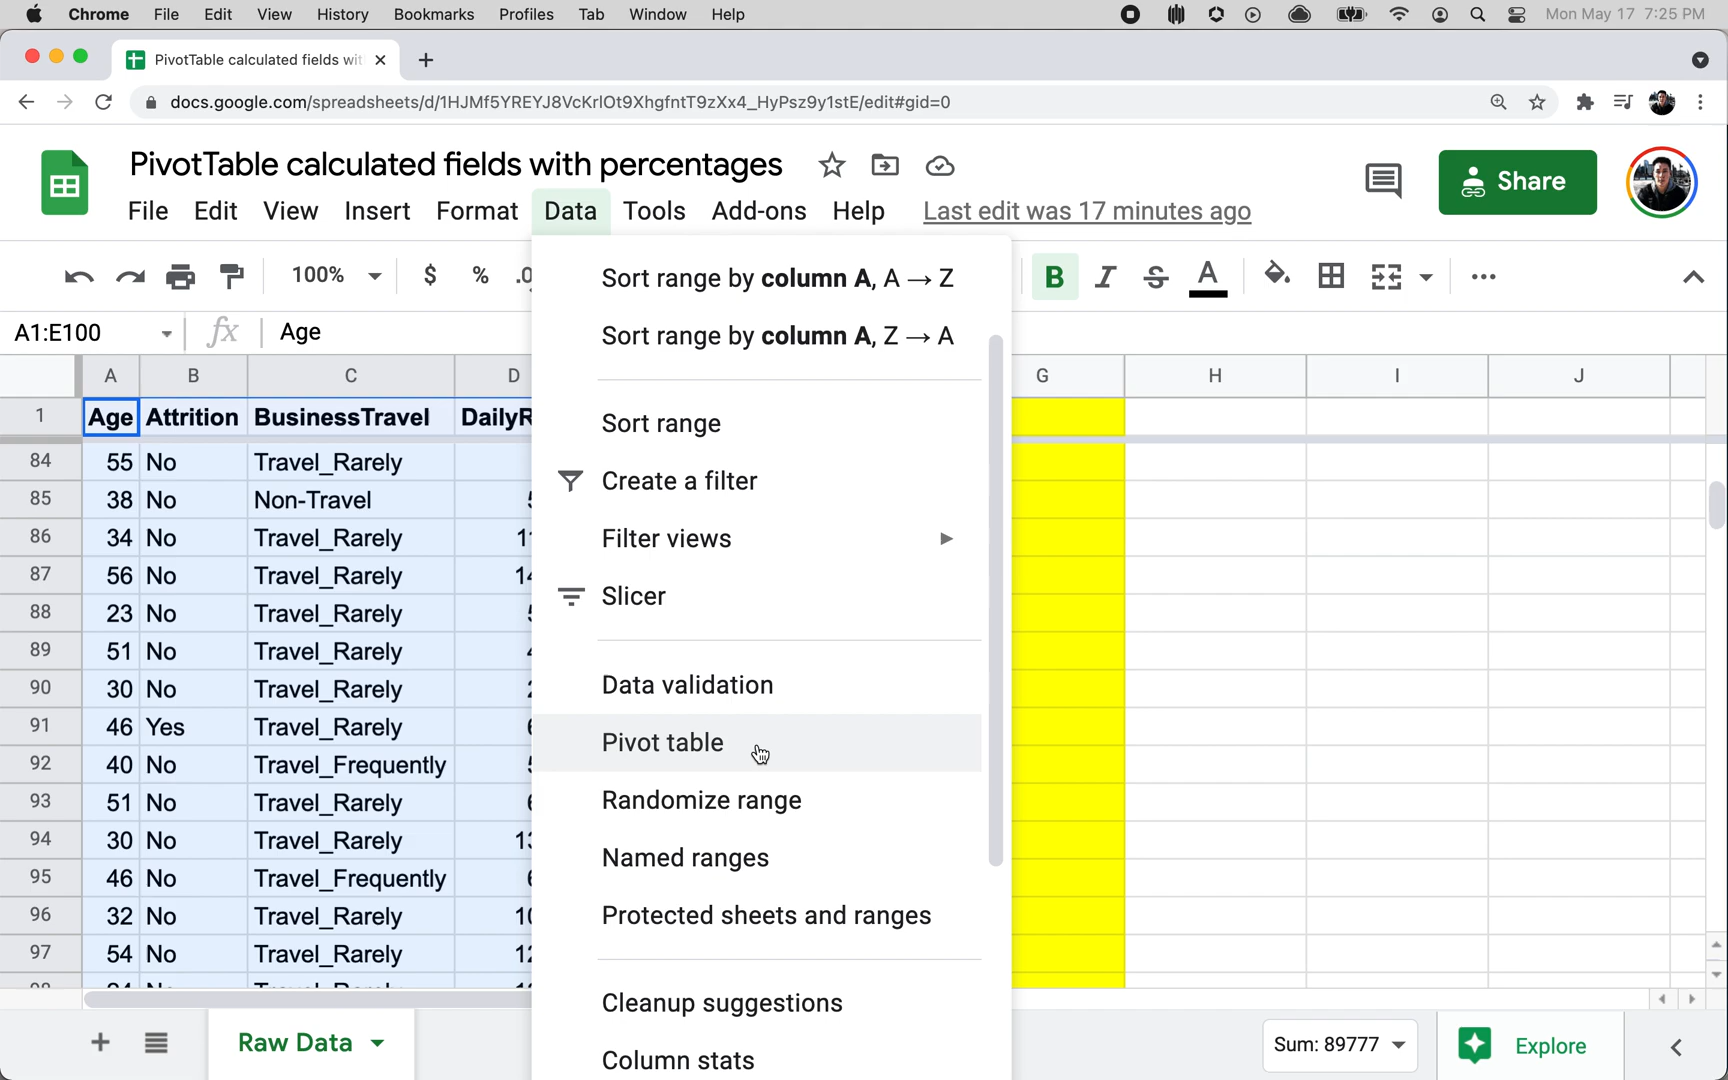 Chrome File Edit View History Bookmarks Profiles Tab Window Help Mon May 17 7:25 PM
PivotTable calculated fields wit
docs.google.com/spreadsheets/d/1HJMf5YREYJ8VcKrlOt9XhgfntT9zXx4_HyPsz9y1stE/edit#gid=0
PivotTable calculated fields with percentages
Share
File Edit View Insert Format Data Tools Add-ons Help Last edit was 17 minutes ago
100% $ % .0 B I S A
A1:E100 fx Age
A B C D G H I J
1 Age Attrition BusinessTravel DailyR
84 55 No Travel_Rarely
85 38 No Non-Travel
86 34 No Travel_Rarely
87 56 No Travel_Rarely
88 23 No Travel_Rarely
89 51 No Travel_Rarely
90 30 No Travel_Rarely
91 46 Yes Travel_Rarely
92 40 No Travel_Frequently
93 51 No Travel_Rarely
94 30 No Travel_Rarely
95 46 No Travel_Frequently
96 32 No Travel_Rarely
97 54 No Travel_Rarely
Sort range by column A, A → Z
Sort range by column A, Z → A
Sort range
Create a filter
Filter views
Slicer
Data validation
Pivot table
Randomize range
Named ranges
Protected sheets and ranges
Cleanup suggestions
Column stats
Raw Data
Sum: 89777
Explore